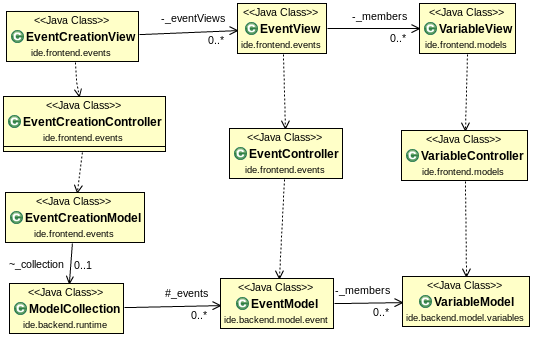 <<Java Class>>
EventCreationView
ide.frontend.events
-_eventViews
0..*
<<Java Class>>
EventView
ide.frontend.events
-_members
0..*
<<Java Class>>
VariableView
ide.frontend.models
<<Java Class>>
EventCreationController
ide.frontend.events
<<Java Class>>
EventController
ide.frontend.events
<<Java Class>>
VariableController
ide.frontend.models
<<Java Class>>
EventCreationModel
ide.frontend.events
~_collection
0..1
<<Java Class>>
ModelCollection
ide.backend.runtime
#_events
0..*
<<Java Class>>
EventModel
ide.backend.model.event
-_members
0..*
<<Java Class>>
VariableModel
ide.backend.model.variables